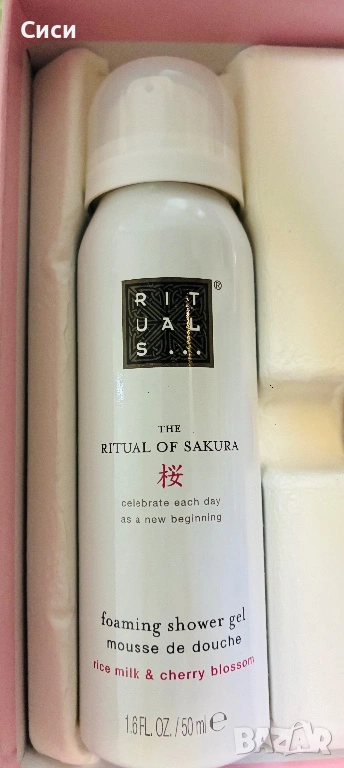 Сиси
RIT
UAL
S...
®
THE
RITUAL OF SAKURA
桜
celebrate each day
as a new beginning
foaming shower gel
mousse de douche
rice milk & cherry blossom
1.6 FL. OZ. / 50 ml ℮
BAZAR